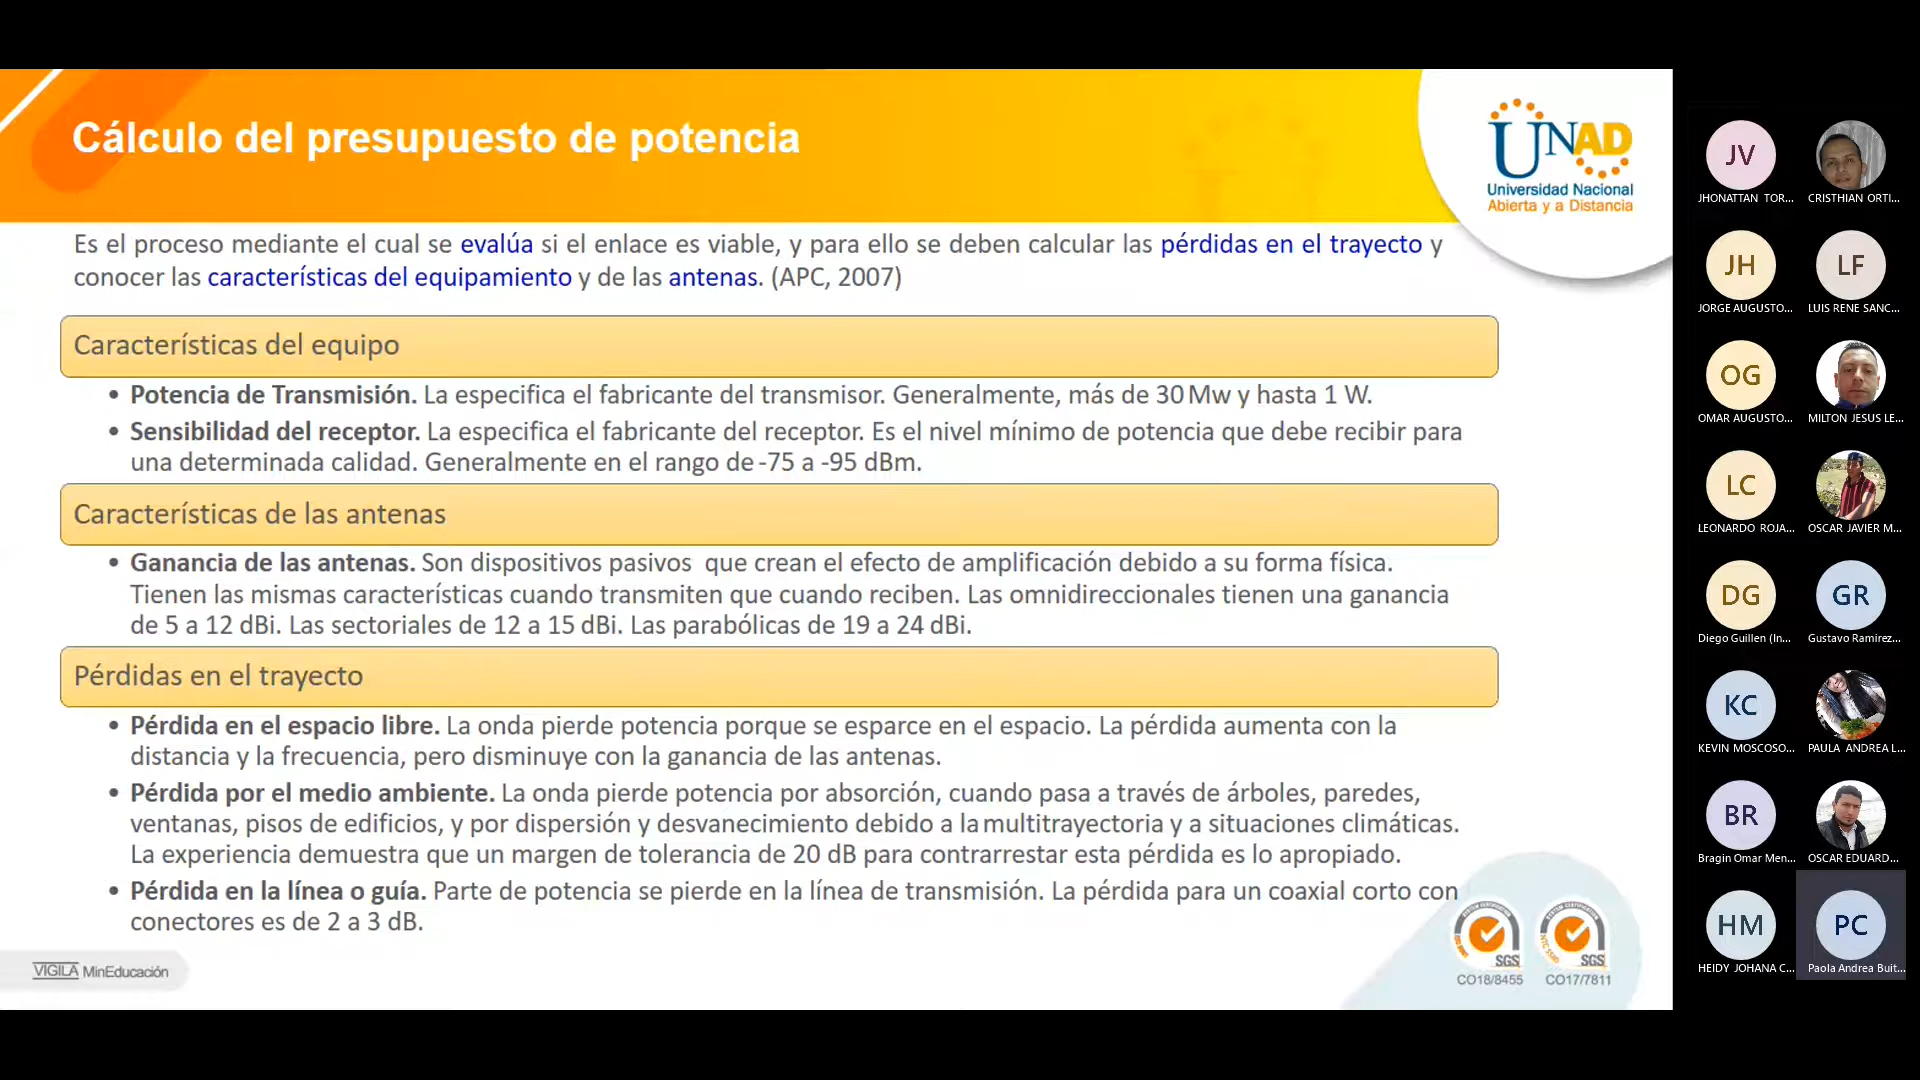 Cálculo del presupuesto de potencia
UNAD
Universidad Nacional
Abierta y a Distancia
Es el proceso mediante el cual se evalúa si el enlace es viable, y para ello se deben calcular las pérdidas en el trayecto y
conocer las características del equipamiento y de las antenas. (APC, 2007)
Características del equipo
• Potencia de Transmisión. La especifica el fabricante del transmisor. Generalmente, más de 30 Mw y hasta 1 W.
• Sensibilidad del receptor. La especifica el fabricante del receptor. Es el nivel mínimo de potencia que debe recibir para
una determinada calidad. Generalmente en el rango de -75 a -95 dBm.
Características de las antenas
• Ganancia de las antenas. Son dispositivos pasivos que crean el efecto de amplificación debido a su forma física.
Tienen las mismas características cuando transmiten que cuando reciben. Las omnidireccionales tienen una ganancia
de 5 a 12 dBi. Las sectoriales de 12 a 15 dBi. Las parabólicas de 19 a 24 dBi.
Pérdidas en el trayecto
• Pérdida en el espacio libre. La onda pierde potencia porque se esparce en el espacio. La pérdida aumenta con la
distancia y la frecuencia, pero disminuye con la ganancia de las antenas.
• Pérdida por el medio ambiente. La onda pierde potencia por absorción, cuando pasa a través de árboles, paredes,
ventanas, pisos de edificios, y por dispersión y desvanecimiento debido a la multitrayectoria y a situaciones climáticas.
La experiencia demuestra que un margen de tolerancia de 20 dB para contrarrestar esta pérdida es lo apropiado.
• Pérdida en la línea o guía. Parte de potencia se pierde en la línea de transmisión. La pérdida para un coaxial corto con
conectores es de 2 a 3 dB.
VIGILA MinEducación
SGS SGS
CO18/8455 CO17/7811
JV
JHONATTAN TOR... CRISTHIAN ORTI...
JH LF
JORGE AUGUSTO... LUIS RENE SANC...
OG
OMAR AUGUSTO... MILTON JESUS LE...
LC
LEONARDO ROJA... OSCAR JAVIER M...
DG GR
Diego Guillen (In... Gustavo Ramirez...
KC
KEVIN MOSCOSO... PAULA ANDREA L...
BR
Bragin Omar Men... OSCAR EDUARD...
HM PC
HEIDY JOHANA C... Paola Andrea Buit...